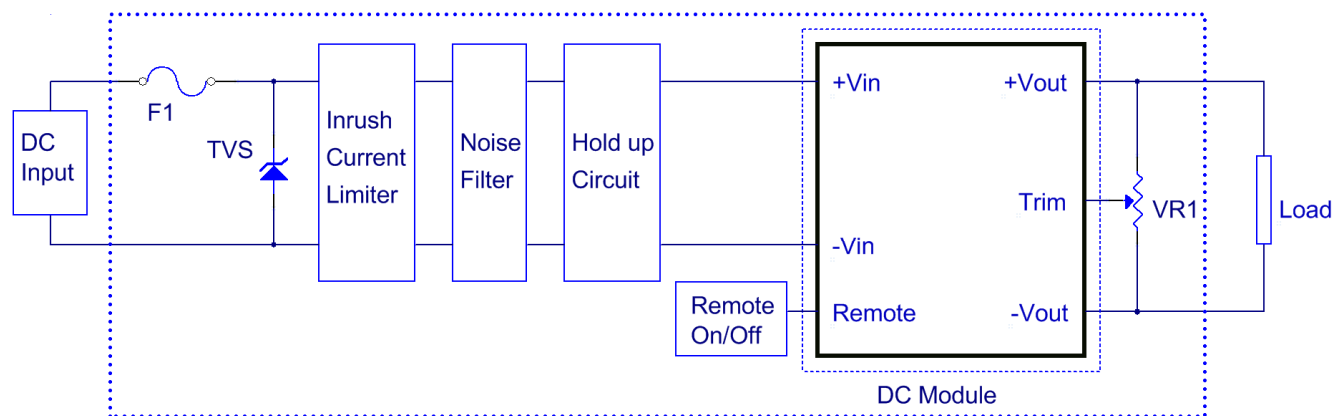 DC
Input
F1
TVS
Inrush
Current
Limiter
Noise
Filter
Hold up
Circuit
+Vin
-Vin
Remote
+Vout
Trim
-Vout
Remote
On/Off
VR1
Load
DC Module